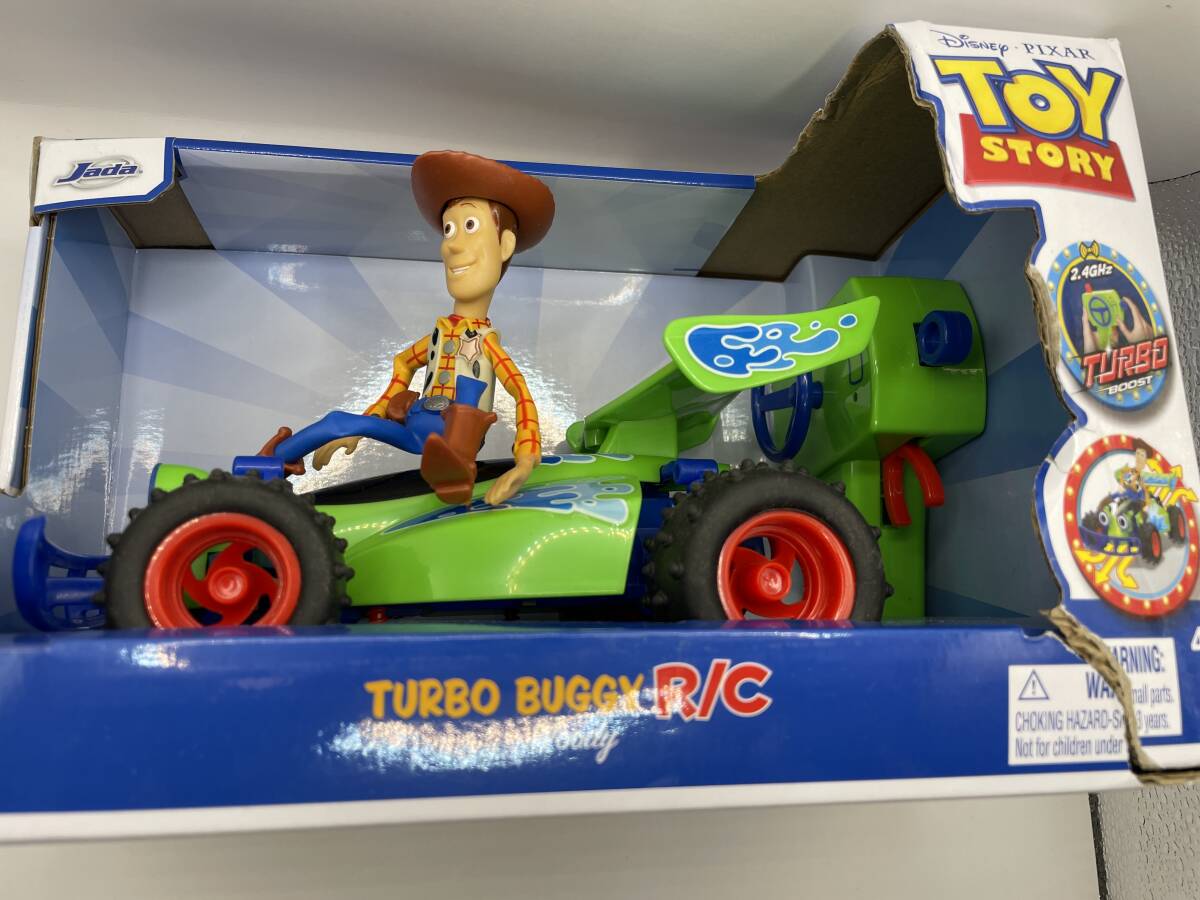 Jada
DISNEY · PIXAR
TOY
STORY
2.4GHz
TURBO
BOOST
TURBO BUGGY R/C
WARNING:
CHOKING HAZARD-S mall parts.
Not for children under 3 years.